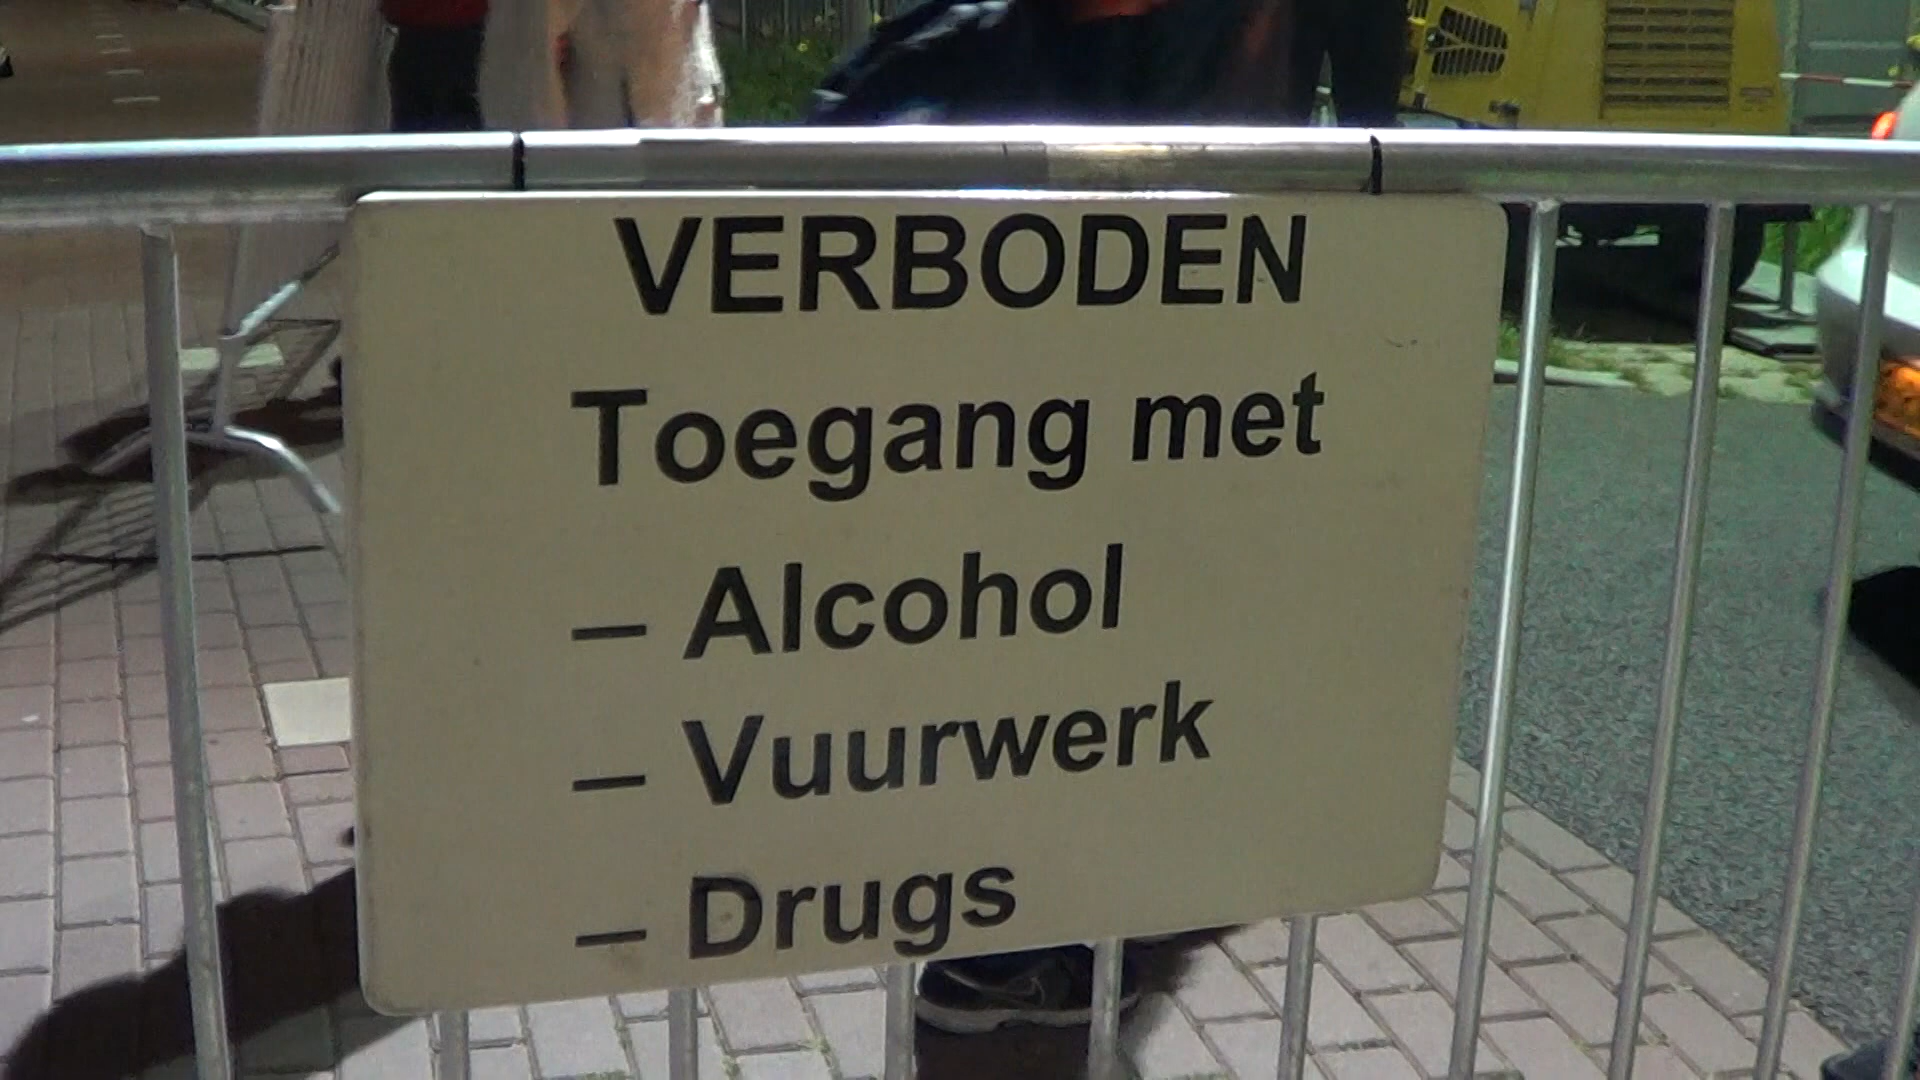 VERBODEN
Toegang met
– Alcohol
– Vuurwerk
– Drugs